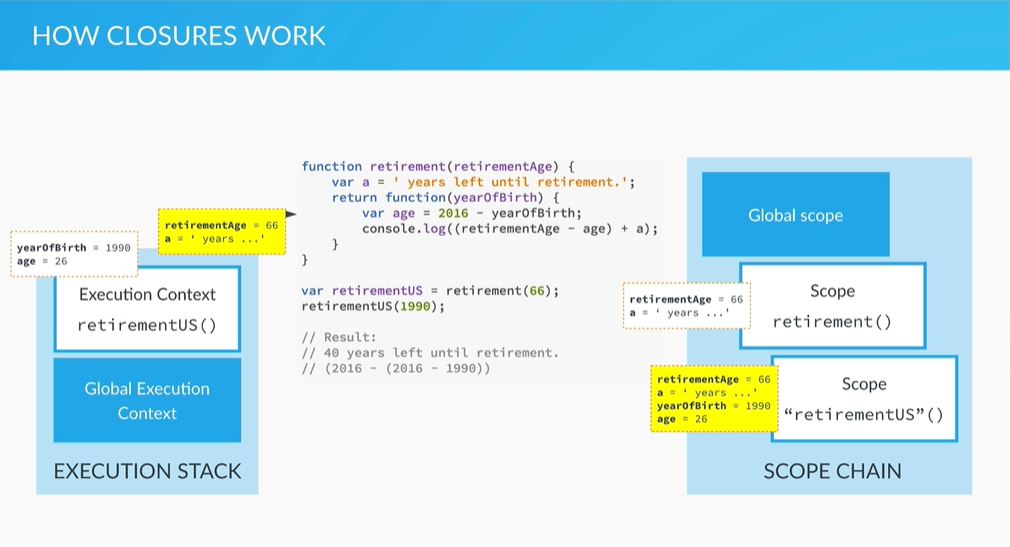 HOW CLOSURES WORK
function retirement(retirementAge) {
var a = ' years left until retirement.';
return function(yearOfBirth) {
var age = 2016 - yearOfBirth;
console.log((retirementAge - age) + a);
}
}
var retirementUS = retirement(66);
retirementUS(1990);
// Result:
// 40 years left until retirement.
// (2016 - (2016 - 1990))
retirementAge = 66
a = ' years ...'
yearOfBirth = 1990
age = 26
Execution Context
retirementUS()
Global Execution
Context
EXECUTION STACK
Global scope
retirementAge = 66
a = ' years ...'
Scope
retirement()
retirementAge = 66
a = ' years ...'
yearOfBirth = 1990
age = 26
Scope
“retirementUS”()
SCOPE CHAIN